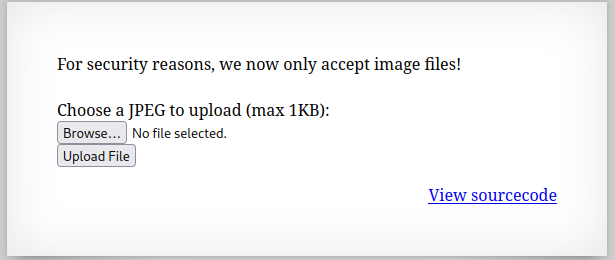 For security reasons, we now only accept image files!
Choose a JPEG to upload (max 1KB):
Browse... No file selected.
Upload File
View sourcecode